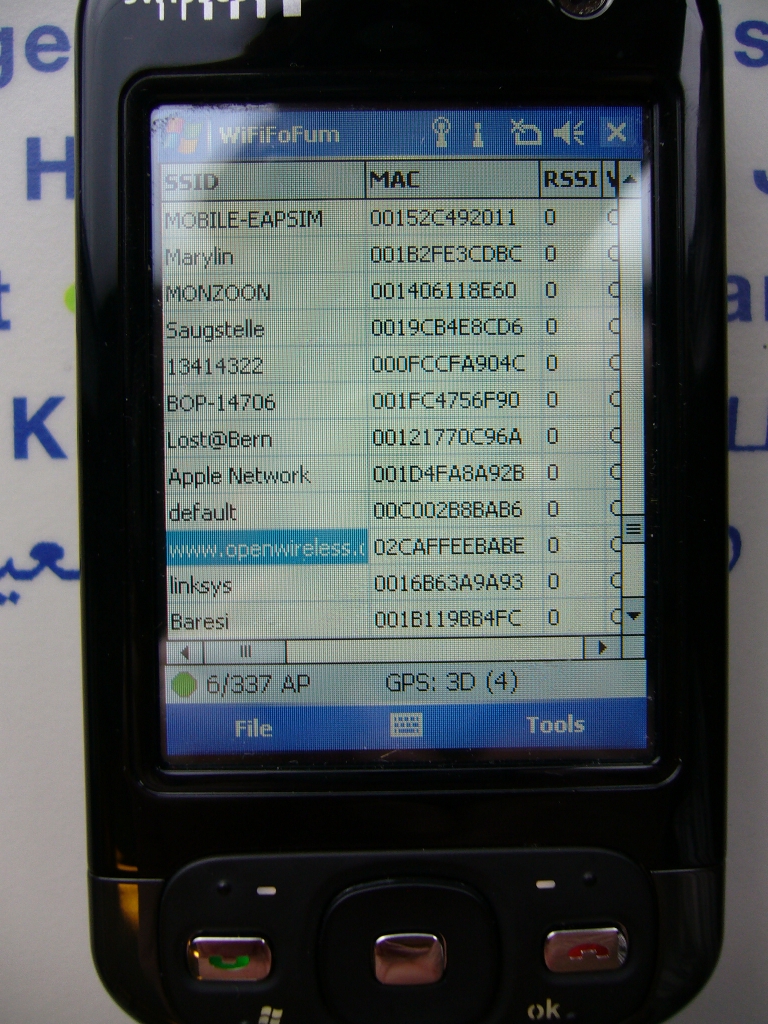 WiFiFoFum
SSID MAC RSSI
MOBILE-EAPSIM 00152C492011 0
Marylin 001B2FE3CDBC 0
MONZOON 001406118E60 0
Saugstelle 0019CB4E8CD6 0
13414322 000FCCFA904C 0
BOP-14706 001FC4756F90 0
Lost@Bern 00121770C96A 0
Apple Network 001D4FA8A92B 0
default 00C002B8BAB6 0
www.openwireless. 02CAFFEEBABE 0
linksys 0016B63A9A93 0
Baresi 001B119BB4FC 0
6/337 AP GPS: 3D (4)
File Tools
ok